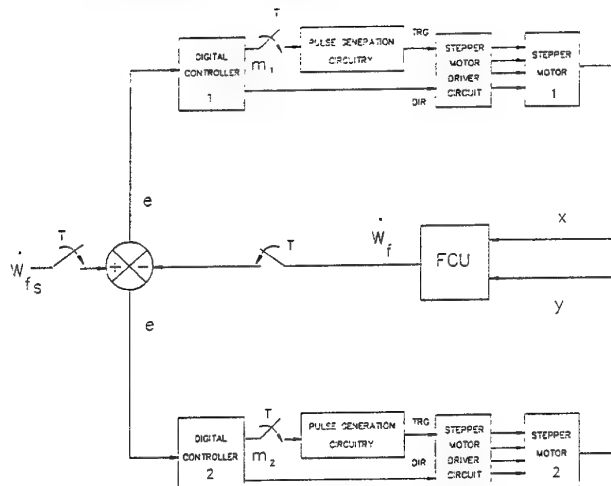 T
DIGITAL
CONTROLLER
1
m1
PULSE GENERATION
CIRCUITRY
TRG
DIR
STEPPER
MOTOR
DRIVER
CIRCUIT
STEPPER
MOTOR
1
e
Ẇfs
T
+ −
T
Ẇf
FCU
x
y
e
DIGITAL
CONTROLLER
2
T
m2
PULSE GENERATION
CIRCUITRY
TRG
DIR
STEPPER
MOTOR
DRIVER
CIRCUIT
STEPPER
MOTOR
2